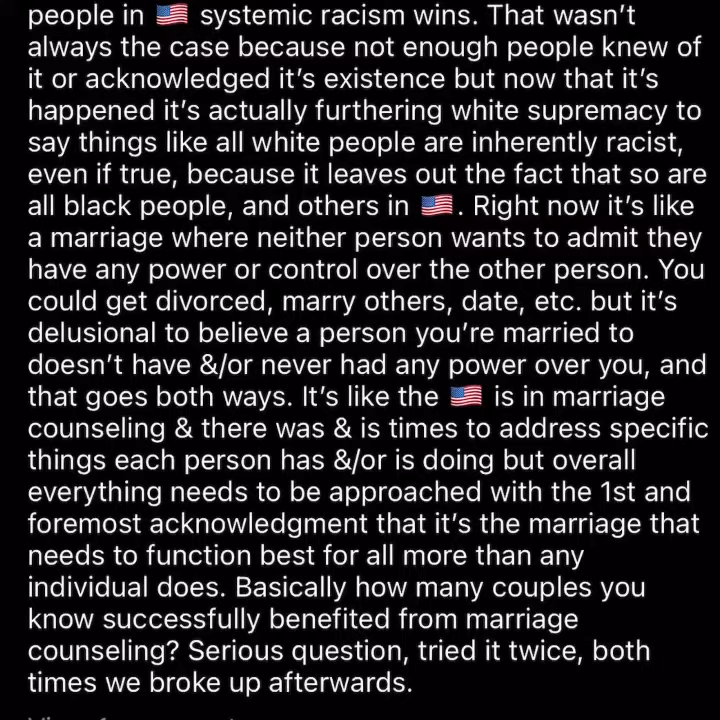 people in 🇺🇸 systemic racism wins. That wasn't
always the case because not enough people knew of
it or acknowledged it's existence but now that it's
happened it's actually furthering white supremacy to
say things like all white people are inherently racist,
even if true, because it leaves out the fact that so are
all black people, and others in 🇺🇸. Right now it's like
a marriage where neither person wants to admit they
have any power or control over the other person. You
could get divorced, marry others, date, etc. but it's
delusional to believe a person you're married to
doesn't have &/or never had any power over you, and
that goes both ways. It's like the 🇺🇸 is in marriage
counseling & there was & is times to address specific
things each person has &/or is doing but overall
everything needs to be approached with the 1st and
foremost acknowledgment that it's the marriage that
needs to function best for all more than any
individual does. Basically how many couples you
know successfully benefited from marriage
counseling? Serious question, tried it twice, both
times we broke up afterwards.